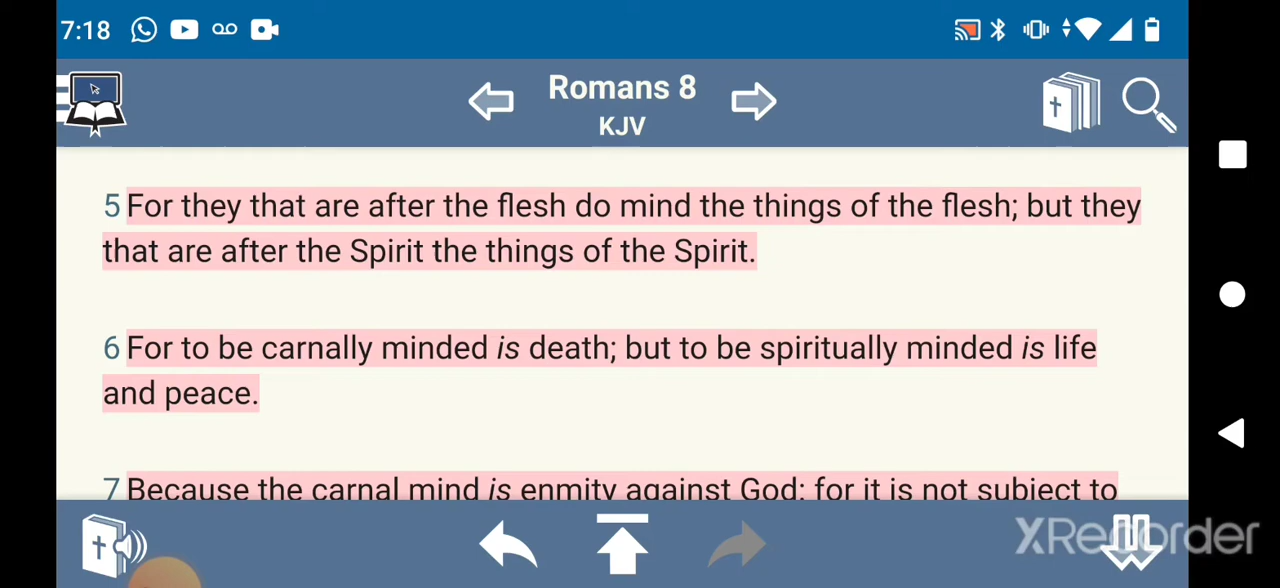 7:18
Romans 8
KJV
5 For they that are after the flesh do mind the things of the flesh; but they
that are after the Spirit the things of the Spirit.
6 For to be carnally minded is death; but to be spiritually minded is life
and peace.
7 Because the carnal mind is enmity against God: for it is not subject to
XRecorder